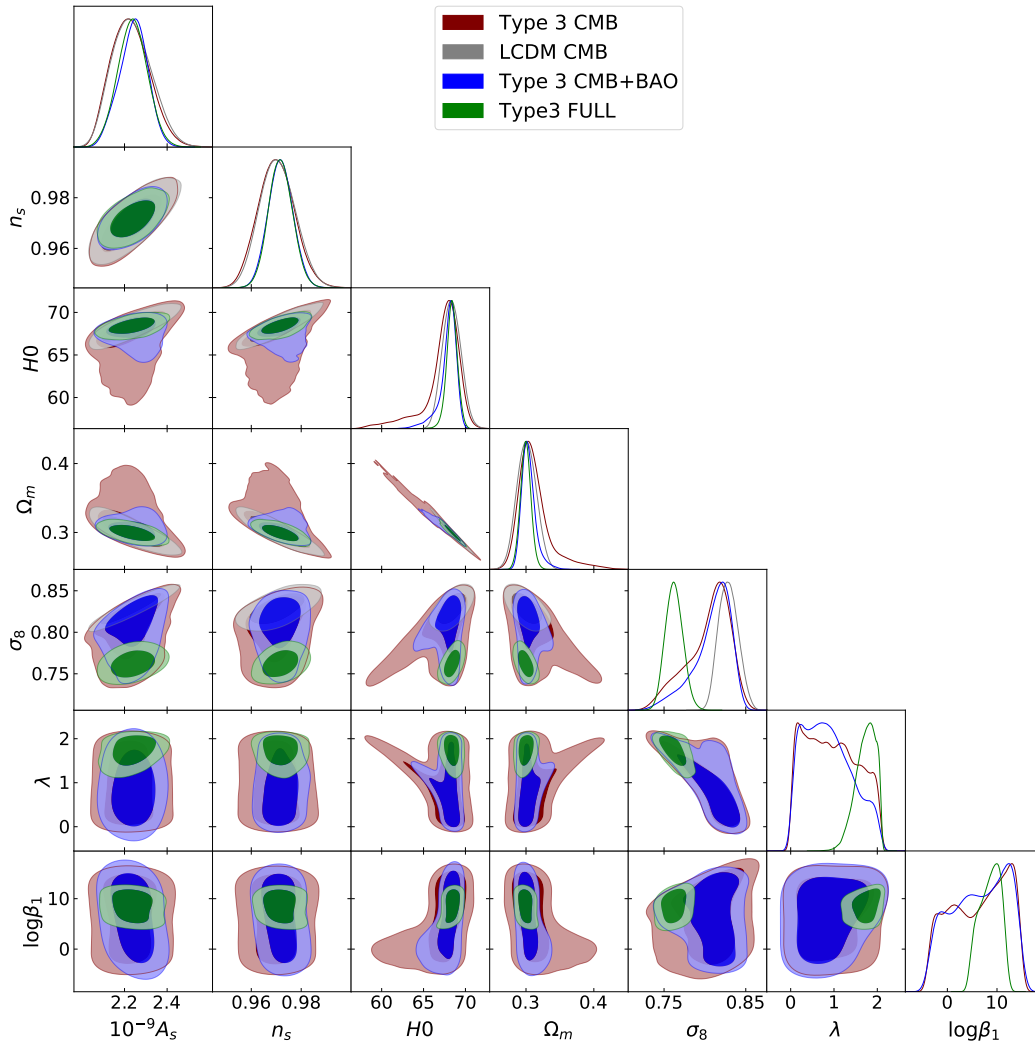 Type 3 CMB
LCDM CMB
Type 3 CMB+BAO
Type3 FULL
0.98
0.96
n_s
70
65
60
H0
0.4
0.3
Ω_m
0.85
0.80
0.75
σ_8
2
1
0
λ
10
0
logβ_1
2.2 2.4
0.96 0.98
60 65 70
0.3 0.4
0.75 0.85
0 1 2
0 10
10^{-9}A_s
n_s
H0
Ω_m
σ_8
λ
logβ_1